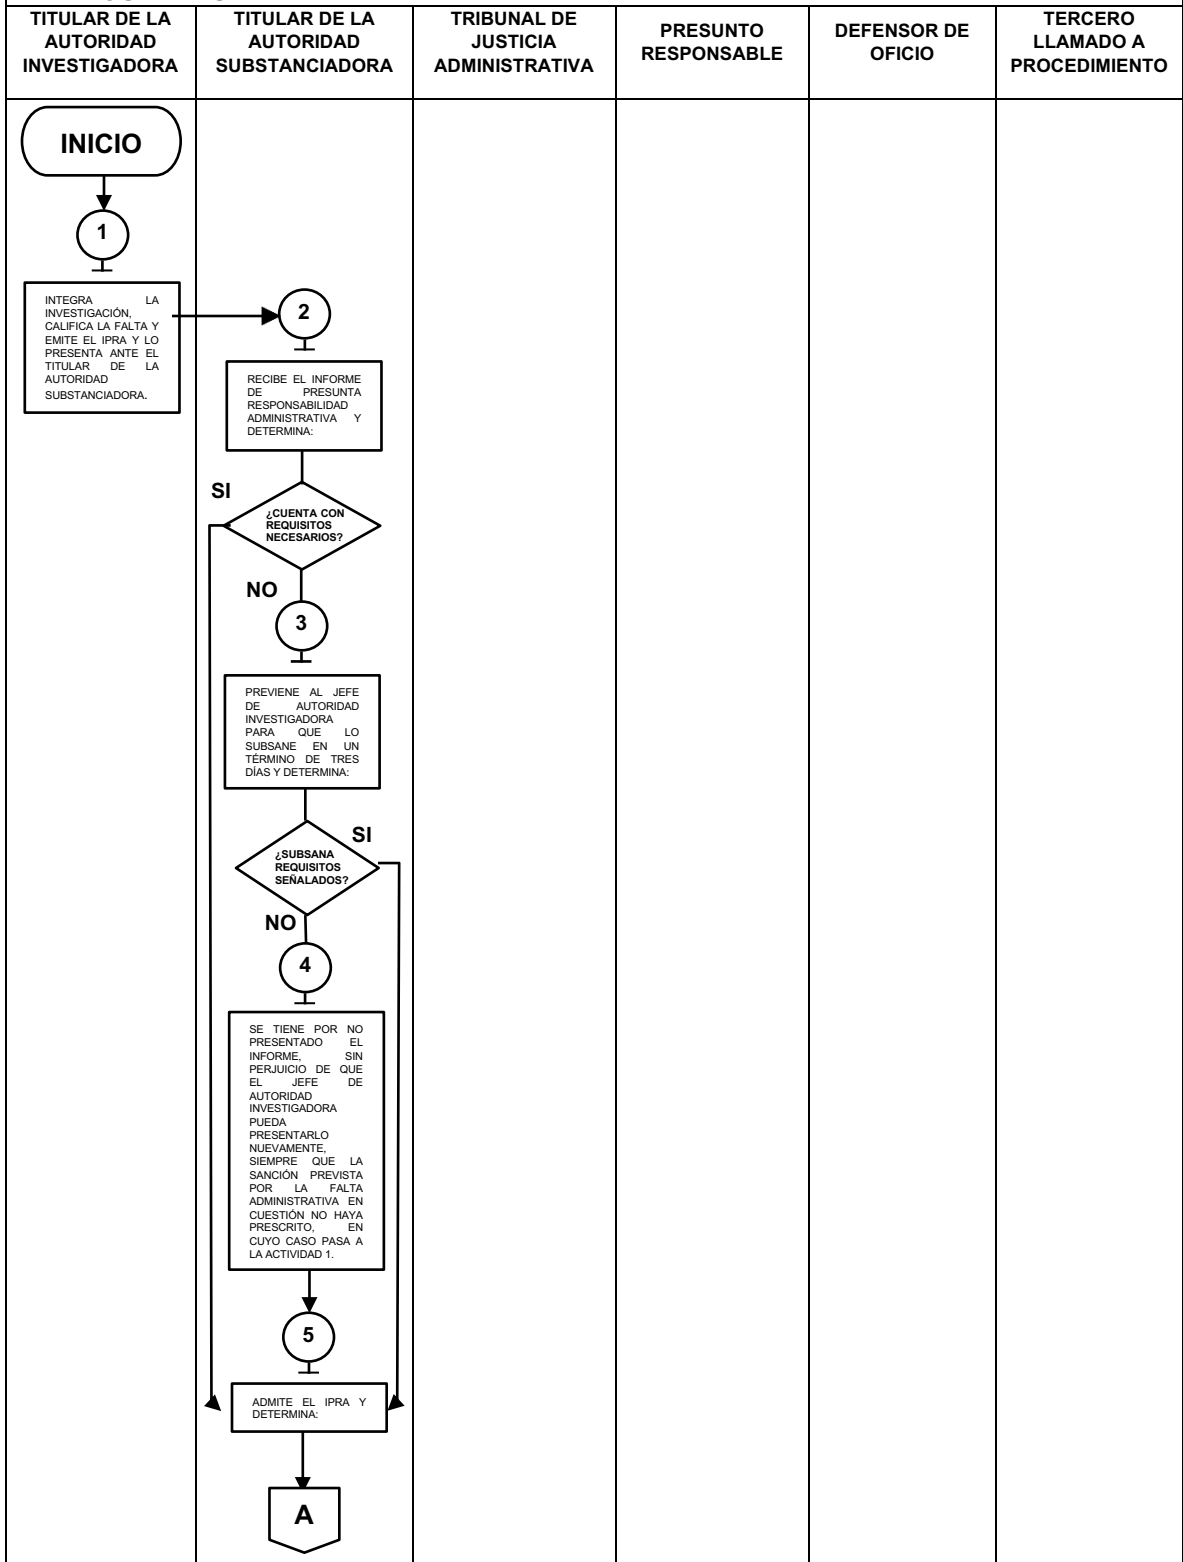 TITULAR DE LA
AUTORIDAD
INVESTIGADORA
TITULAR DE LA
AUTORIDAD
SUBSTANCIADORA
TRIBUNAL DE
JUSTICIA
ADMINISTRATIVA
PRESUNTO
RESPONSABLE
DEFENSOR DE
OFICIO
TERCERO
LLAMADO A
PROCEDIMIENTO
INICIO
1
INTEGRA LA
INVESTIGACIÓN,
CALIFICA LA FALTA Y
EMITE EL IPRA Y LO
PRESENTA ANTE EL
TITULAR DE LA
AUTORIDAD
SUBSTANCIADORA.
2
RECIBE EL INFORME
DE PRESUNTA
RESPONSABILIDAD
ADMINISTRATIVA Y
DETERMINA:
SI
¿CUENTA CON
REQUISITOS
NECESARIOS?
NO
3
PREVIENE AL JEFE
DE AUTORIDAD
INVESTIGADORA
PARA QUE LO
SUBSANE EN UN
TÉRMINO DE TRES
DÍAS Y DETERMINA:
SI
¿SUBSANA
REQUISITOS
SEÑALADOS?
NO
4
SE TIENE POR NO
PRESENTADO EL
INFORME, SIN
PERJUICIO DE QUE
EL JEFE DE
AUTORIDAD
INVESTIGADORA
PUEDA
PRESENTARLO
NUEVAMENTE,
SIEMPRE QUE LA
SANCIÓN PREVISTA
POR LA FALTA
ADMINISTRATIVA EN
CUESTIÓN NO HAYA
PRESCRITO, EN
CUYO CASO PASA A
LA ACTIVIDAD 1.
5
ADMITE EL IPRA Y
DETERMINA:
A